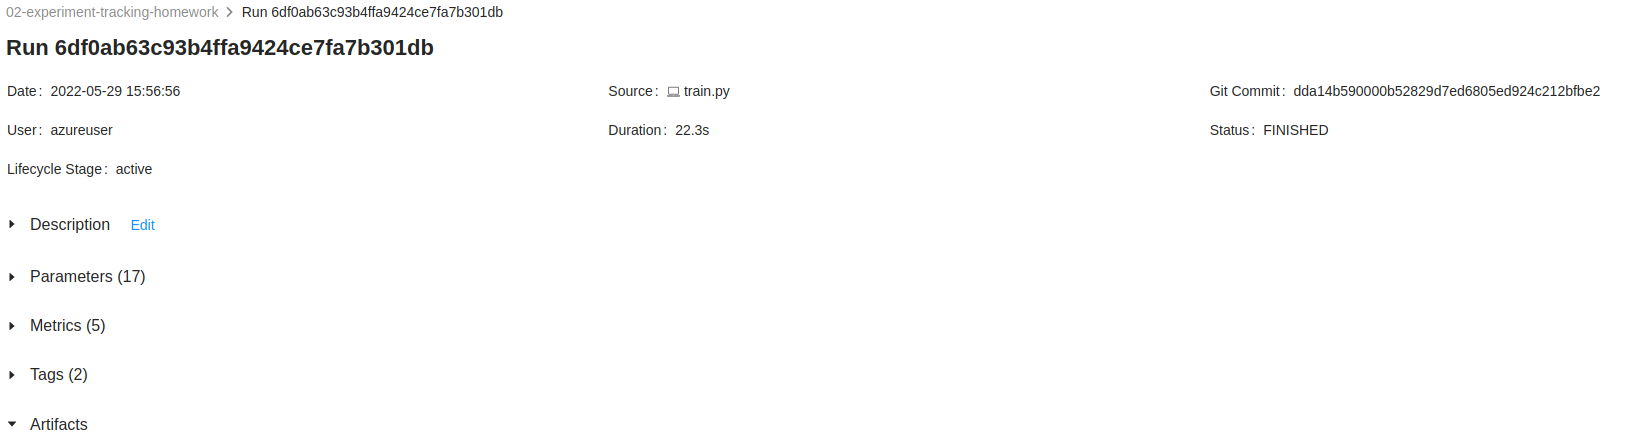 02-experiment-tracking-homework > Run 6df0ab63c93b4ffa9424ce7fa7b301db
Run 6df0ab63c93b4ffa9424ce7fa7b301db
Date: 2022-05-29 15:56:56 Source: train.py Git Commit: dda14b590000b52829d7ed6805ed924c212bfbe2
User: azureuser Duration: 22.3s Status: FINISHED
Lifecycle Stage: active
Description Edit
Parameters (17)
Metrics (5)
Tags (2)
Artifacts